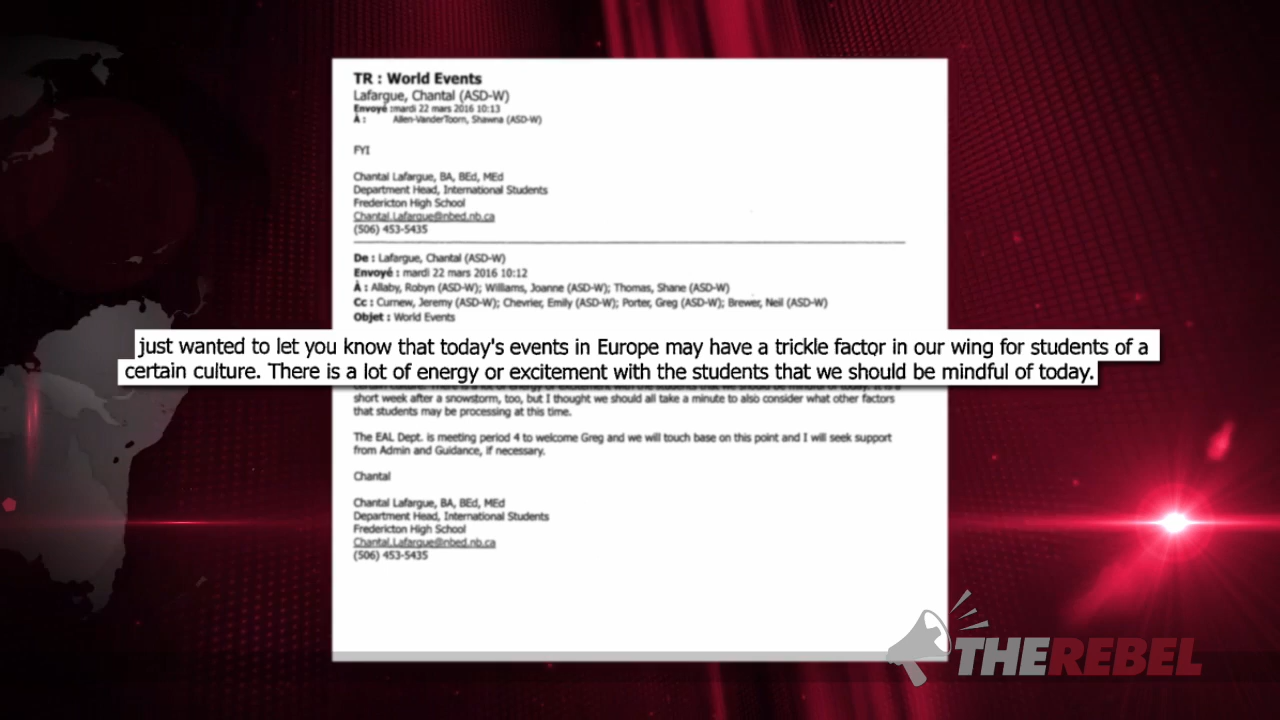 TR : World Events
Lafargue, Chantal (ASD-W)
Envoyé :mardi 22 mars 2016 10:13
À : Allen-VanderToorn, Shawna (ASD-W)
FYI
Chantal Lafargue, BA, BEd, MEd
Department Head, International Students
Fredericton High School
Chantal.Lafargue@nbed.nb.ca
(506) 453-5435
De : Lafargue, Chantal (ASD-W)
Envoyé : mardi 22 mars 2016 10:12
À : Allaby, Robyn (ASD-W); Williams, Joanne (ASD-W); Thomas, Shane (ASD-W)
Cc : Curnew, Jeremy (ASD-W); Chevrier, Emily (ASD-W); Porter, Greg (ASD-W); Brewer, Neil (ASD-W)
Objet : World Events
just wanted to let you know that today's events in Europe may have a trickle factor in our wing for students of a
certain culture. There is a lot of energy or excitement with the students that we should be mindful of today.
short week after a snowstorm, too, but I thought we should all take a minute to also consider what other factors
that students may be processing at this time.
The EAL Dept. is meeting period 4 to welcome Greg and we will touch base on this point and I will seek support
from Admin and Guidance, if necessary.
Chantal
Chantal Lafargue, BA, BEd, MEd
Department Head, International Students
Fredericton High School
Chantal.Lafargue@nbed.nb.ca
(506) 453-5435
THEREBEL